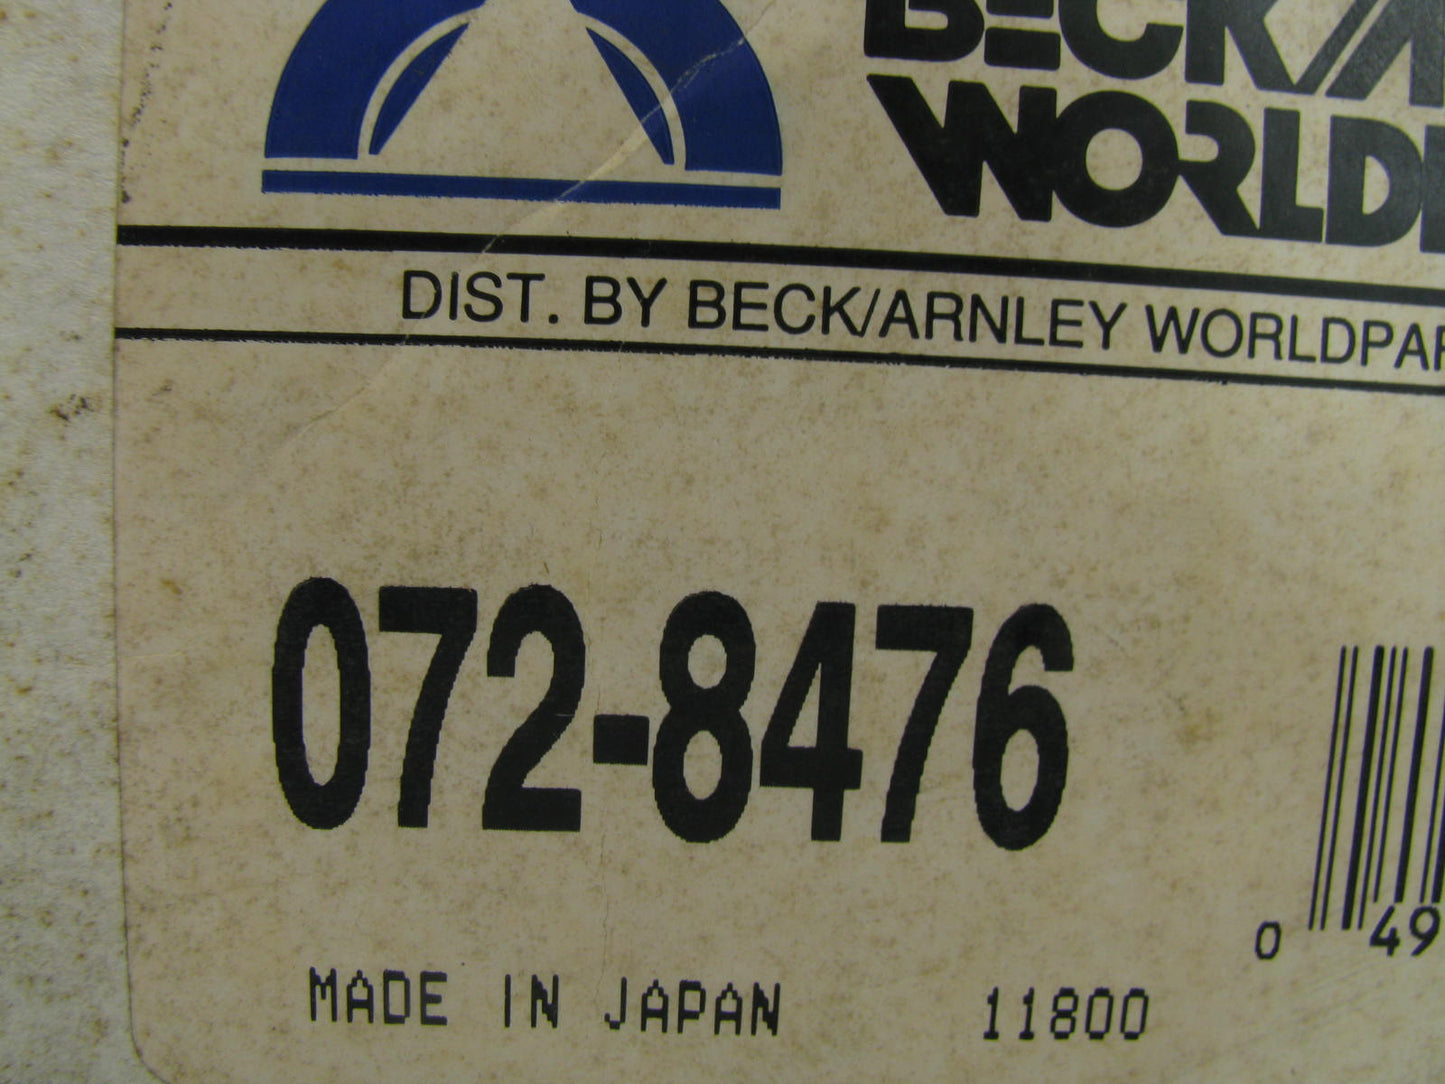 BECK/A
WORLD
DIST. BY BECK/ARNLEY WORLDPAR
072-8476
0 49
MADE IN JAPAN 11800